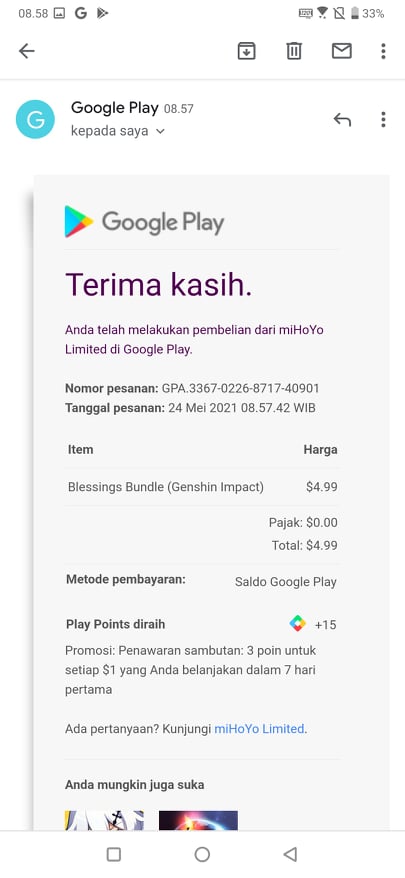 08.58
33%
Google Play 08.57
kepada saya
G
Google Play
Terima kasih.
Anda telah melakukan pembelian dari miHoYo
Limited di Google Play.
Nomor pesanan: GPA.3367-0226-8717-40901
Tanggal pesanan: 24 Mei 2021 08.57.42 WIB
Item Harga
Blessings Bundle (Genshin Impact) $4.99
Pajak: $0.00
Total: $4.99
Metode pembayaran: Saldo Google Play
Play Points diraih +15
Promosi: Penawaran sambutan: 3 poin untuk
setiap $1 yang Anda belanjakan dalam 7 hari
pertama
Ada pertanyaan? Kunjungi miHoYo Limited.
Anda mungkin juga suka